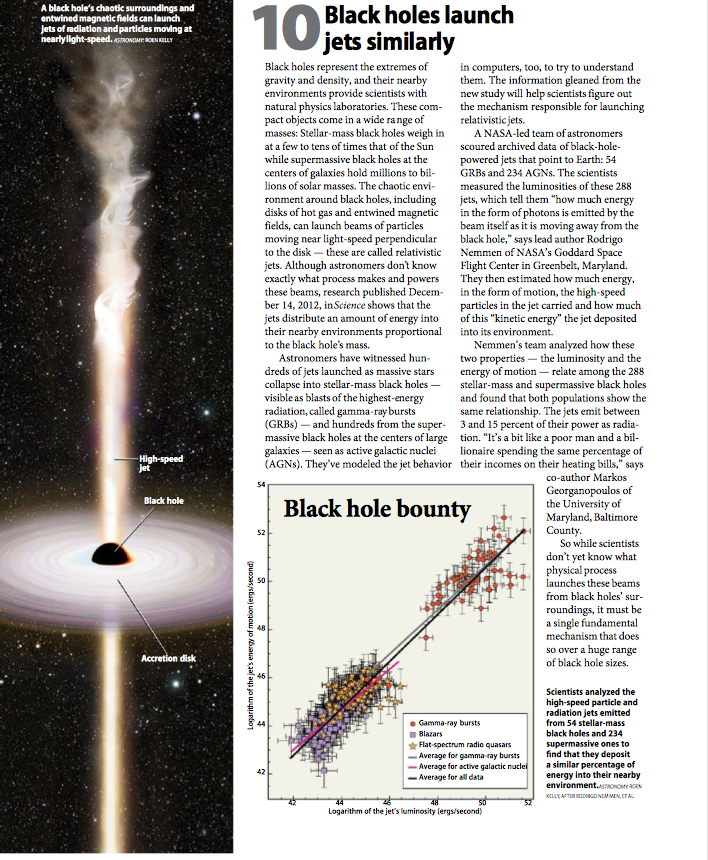 A black hole's chaotic surroundings and
entwined magnetic fields can launch
jets of radiation and particles moving at
nearly light-speed. ASTRONOMY: ROEN KELLY
High-speed
jet
Black hole
Accretion disk
10 Black holes launch
jets similarly
Black holes represent the extremes of
gravity and density, and their nearby
environments provide scientists with
natural physics laboratories. These com-
pact objects come in a wide range of
masses: Stellar-mass black holes weigh in
at a few to tens of times that of the Sun
while supermassive black holes at the
centers of galaxies hold millions to bil-
lions of solar masses. The chaotic envi-
ronment around black holes, including
disks of hot gas and entwined magnetic
fields, can launch beams of particles
moving near light-speed perpendicular
to the disk — these are called relativistic
jets. Although astronomers don't know
exactly what process makes and powers
these beams, research published Decem-
ber 14, 2012, in Science shows that the
jets distribute an amount of energy into
their nearby environments proportional
to the black hole's mass.
Astronomers have witnessed hun-
dreds of jets launched as massive stars
collapse into stellar-mass black holes —
visible as blasts of the highest-energy
radiation, called gamma-ray bursts
(GRBs) — and hundreds from the super-
massive black holes at the centers of large
galaxies — seen as active galactic nuclei
(AGNs). They've modeled the jet behavior
in computers, too, to try to understand
them. The information gleaned from the
new study will help scientists figure out
the mechanism responsible for launching
relativistic jets.
A NASA-led team of astronomers
scoured archived data of black-hole-
powered jets that point to Earth: 54
GRBs and 234 AGNs. The scientists
measured the luminosities of these 288
jets, which tell them "how much energy
in the form of photons is emitted by the
beam itself as it is moving away from the
black hole," says lead author Rodrigo
Nemmen of NASA's Goddard Space
Flight Center in Greenbelt, Maryland.
They then estimated how much energy,
in the form of motion, the high-speed
particles in the jet carried and how much
of this "kinetic energy" the jet deposited
into its environment.
Nemmen's team analyzed how these
two properties — the luminosity and the
energy of motion — relate among the 288
stellar-mass and supermassive black holes
and found that both populations show the
same relationship. The jets emit between
3 and 15 percent of their power as radia-
tion. "It's a bit like a poor man and a bil-
lionaire spending the same percentage of
their incomes on their heating bills," says
co-author Markos
Georganopoulos of
the University of
Maryland, Baltimore
County.
So while scientists
don't yet know what
physical process
launches these beams
from black holes' sur-
roundings, it must be
a single fundamental
mechanism that does
so over a huge range
of black hole sizes.
Black hole bounty
Logarithm of the jet's energy of motion (ergs/second)
54
52
50
48
46
44
42
Gamma-ray bursts
Blazars
Flat-spectrum radio quasars
Average for gamma-ray bursts
Average for active galactic nuclei
Average for all data
42 44 46 48 50 52
Logarithm of the jet's luminosity (ergs/second)
Scientists analyzed the
high-speed particle and
radiation jets emitted
from 54 stellar-mass
black holes and 234
supermassive ones to
find that they deposit
a similar percentage of
energy into their nearby
environment. ASTRONOMY: ROEN
KELLY, AFTER RODRIGO NEMMEN, ET AL.